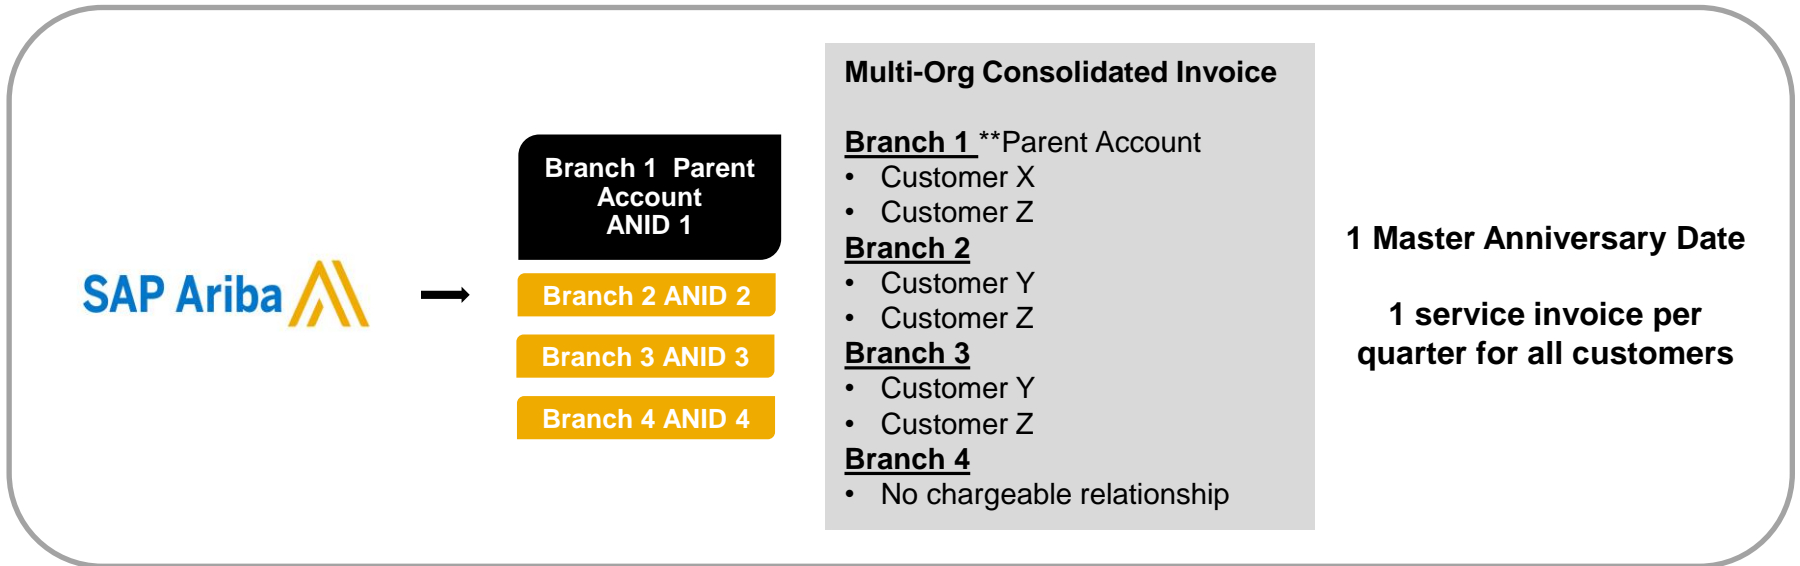 SAP Ariba
Branch 1  Parent
Account
ANID 1
Branch 2 ANID 2
Branch 3 ANID 3
Branch 4 ANID 4
Multi-Org Consolidated Invoice
Branch 1 **Parent Account
• Customer X
• Customer Z
Branch 2
• Customer Y
• Customer Z
Branch 3
• Customer Y
• Customer Z
Branch 4
• No chargeable relationship
1 Master Anniversary Date
1 service invoice per
quarter for all customers